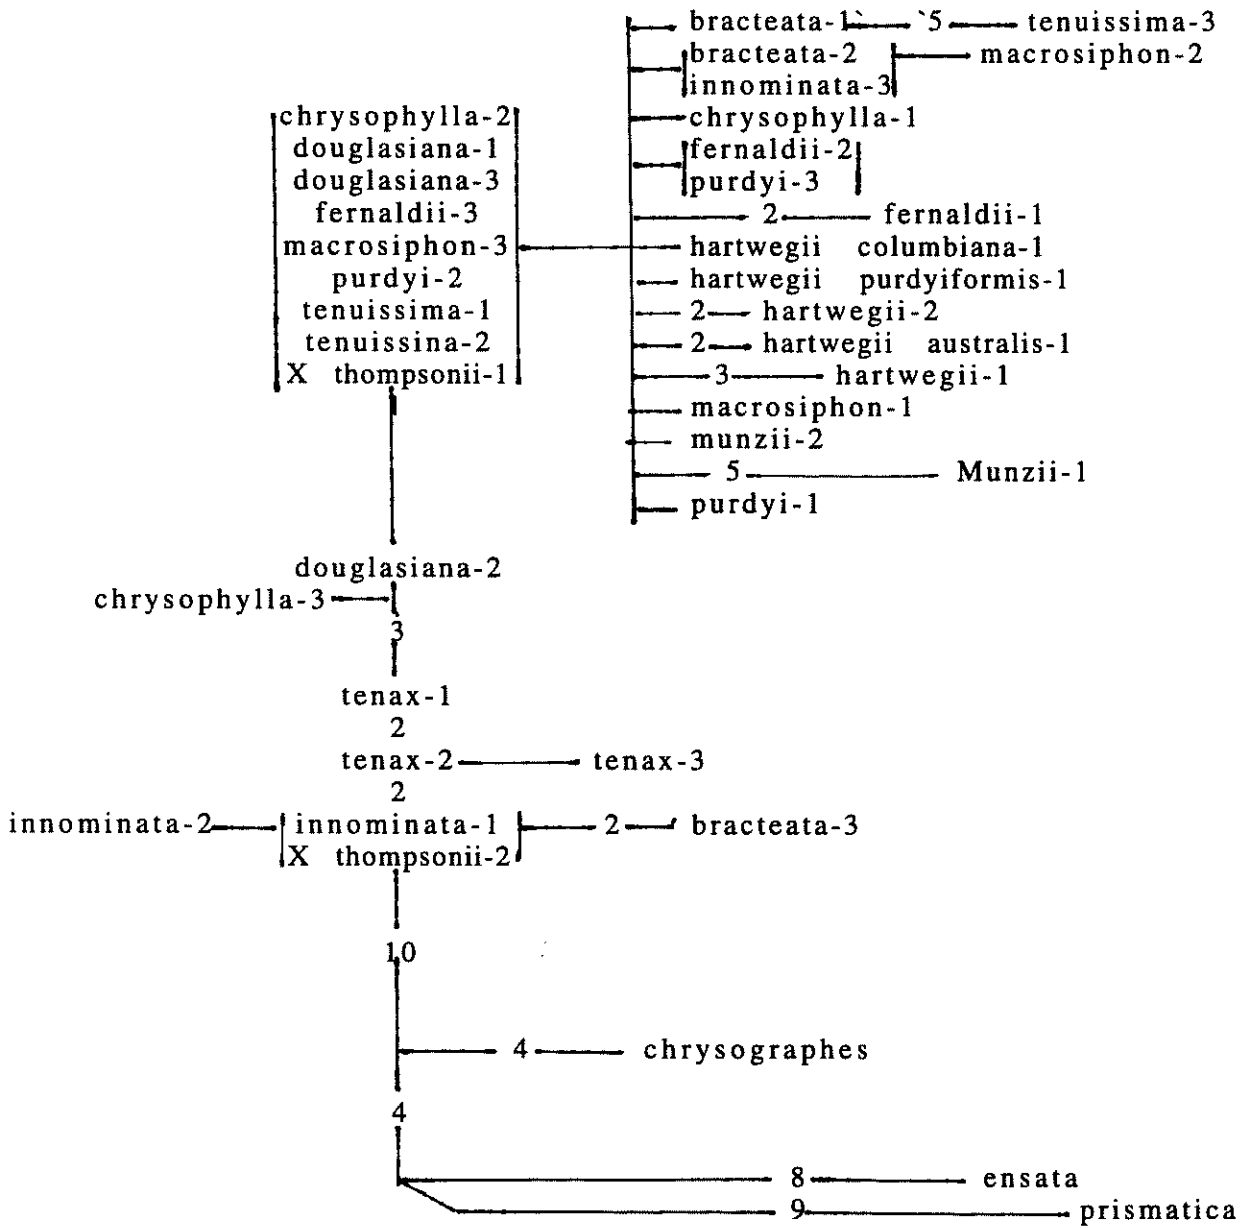 bracteata-1 `5 tenuissima-3
bracteata-2 macrosiphon-2
innominata-3
chrysophylla-2 chrysophylla-1
douglasiana-1 fernaldii-2
douglasiana-3 purdyi-3
fernaldii-3 2 fernaldii-1
macrosiphon-3 hartwegii columbiana-1
purdyi-2 hartwegii purdyiformis-1
tenuissima-1 2 hartwegii-2
tenuissina-2 2 hartwegii australis-1
X thompsonii-1 3 hartwegii-1
macrosiphon-1
munzii-2
5 Munzii-1
purdyi-1
douglasiana-2
chrysophylla-3
3
tenax-1
2
tenax-2 tenax-3
2
innominata-2 innominata-1 2 bracteata-3
X thompsonii-2
10
4 chrysographes
4
8 ensata
9 prismatica